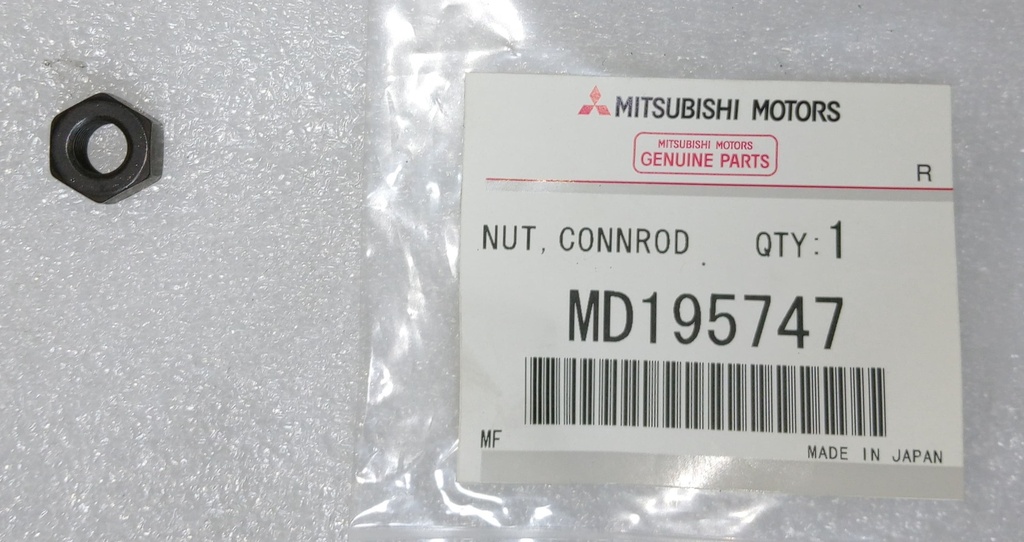 MITSUBISHI MOTORS
MITSUBISHI MOTORS
GENUINE PARTS
R
NUT, CONNROD QTY: 1
MD195747
MF
MADE IN JAPAN